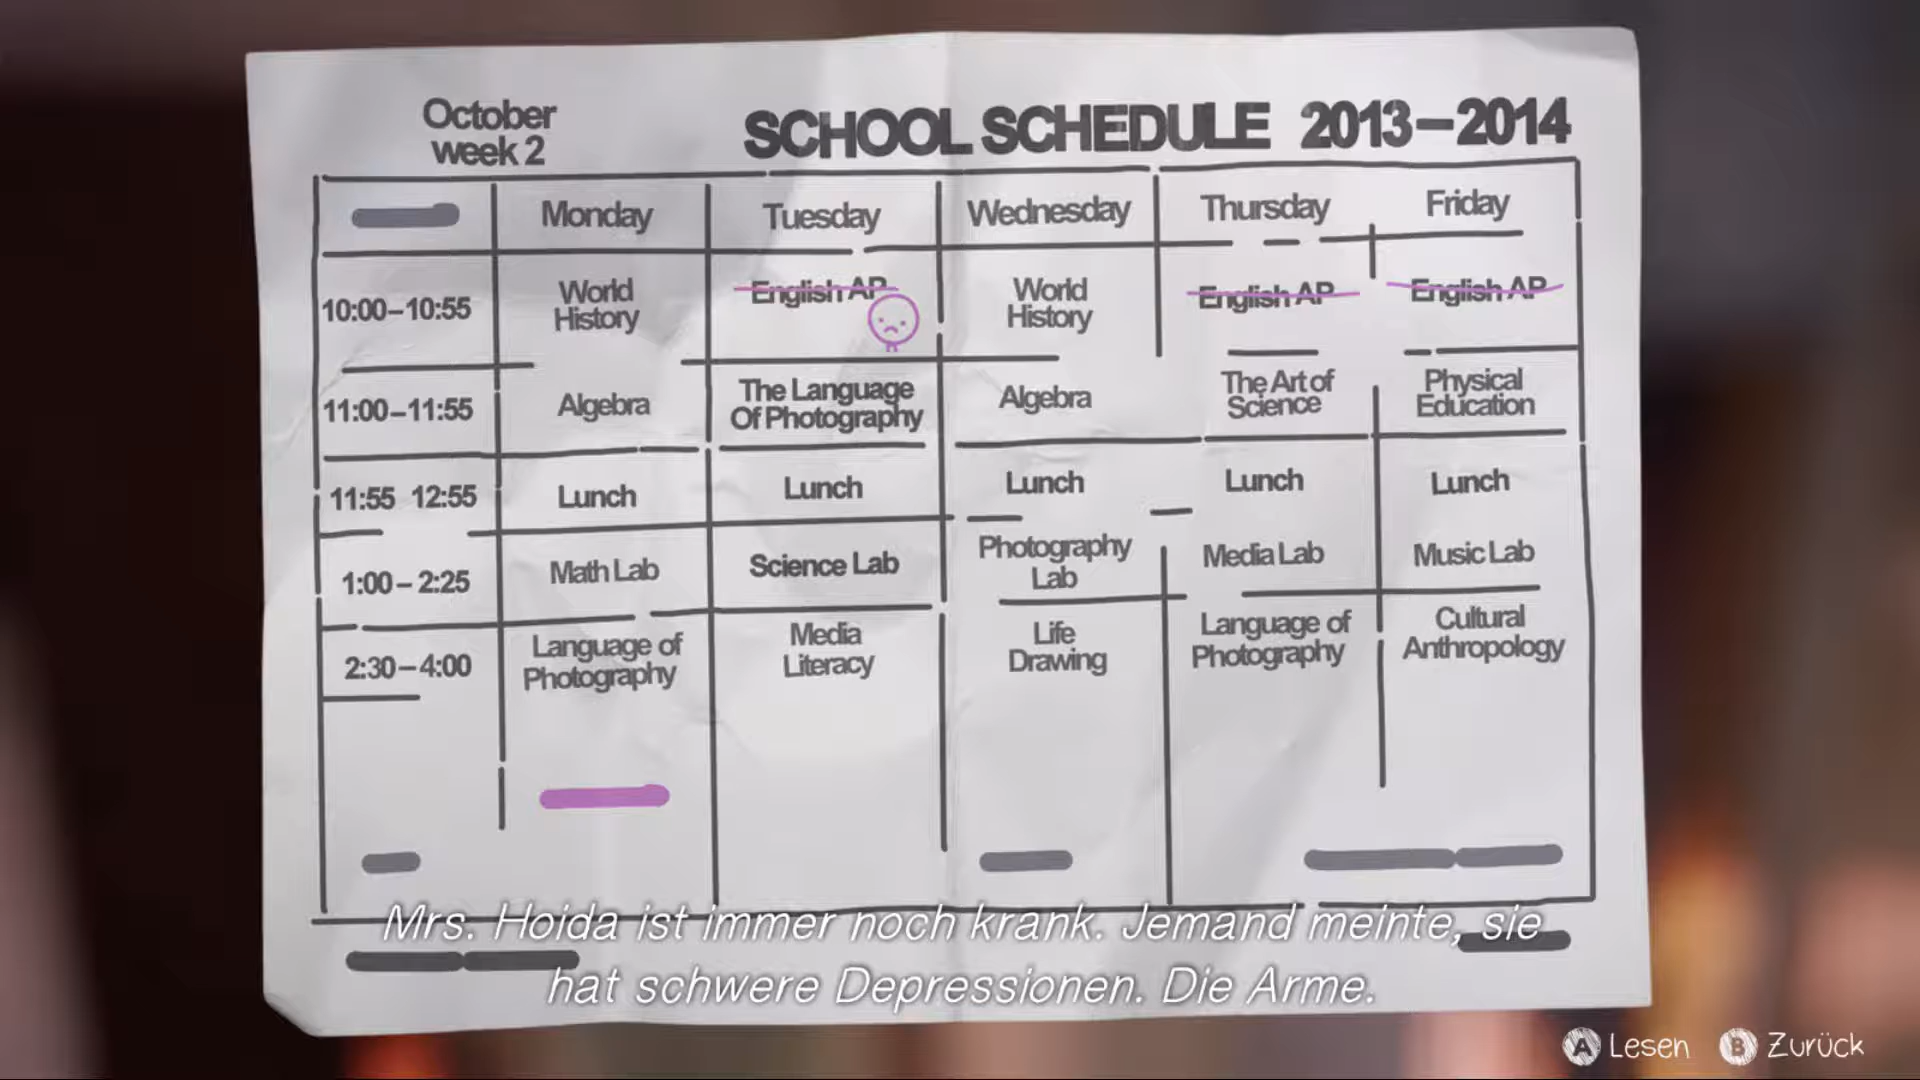 October
week 2
SCHOOL SCHEDULE 2013–2014
Monday Tuesday Wednesday Thursday Friday
10:00–10:55 World History English AP World History English AP English AP
11:00–11:55 Algebra The Language Of Photography Algebra The Art of Science Physical Education
11:55 12:55 Lunch Lunch Lunch Lunch Lunch
1:00–2:25 Math Lab Science Lab Photography Lab Media Lab Music Lab
2:30–4:00 Language of Photography Media Literacy Life Drawing Language of Photography Cultural Anthropology
Mrs. Hoida ist immer noch krank. Jemand meinte, sie
hat schwere Depressionen. Die Arme.
A Lesen B Zurück